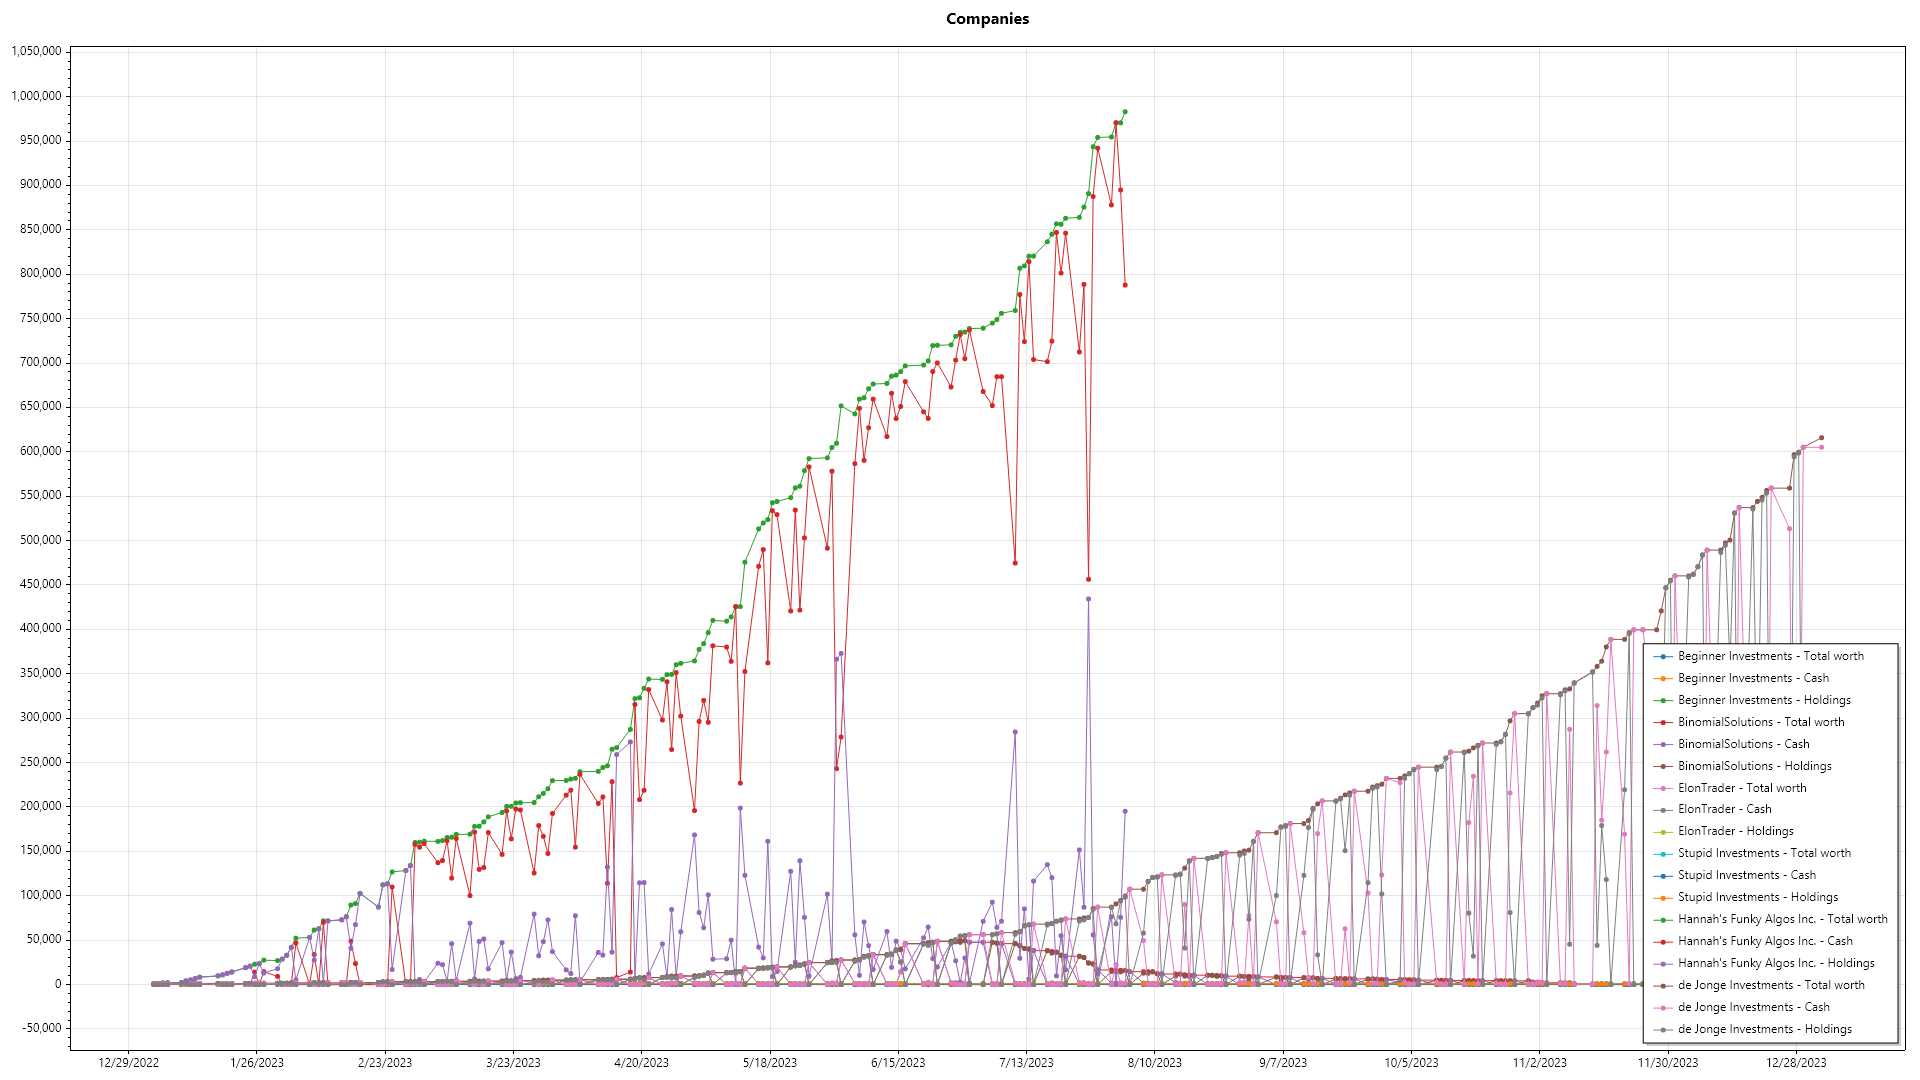 Companies
1,050,000
1,000,000
950,000
900,000
850,000
800,000
750,000
700,000
650,000
600,000
550,000
500,000
450,000
400,000
350,000
300,000
250,000
200,000
150,000
100,000
50,000
0
-50,000
12/29/2022 1/26/2023 2/23/2023 3/23/2023 4/20/2023 5/18/2023 6/15/2023 7/13/2023 8/10/2023 9/7/2023 10/5/2023 11/2/2023 11/30/2023 12/28/2023
Beginner Investments - Total worth
Beginner Investments - Cash
Beginner Investments - Holdings
BinomialSolutions - Total worth
BinomialSolutions - Cash
BinomialSolutions - Holdings
ElonTrader - Total worth
ElonTrader - Cash
ElonTrader - Holdings
Stupid Investments - Total worth
Stupid Investments - Cash
Stupid Investments - Holdings
Hannah's Funky Algos Inc. - Total worth
Hannah's Funky Algos Inc. - Cash
Hannah's Funky Algos Inc. - Holdings
de Jonge Investments - Total worth
de Jonge Investments - Cash
de Jonge Investments - Holdings